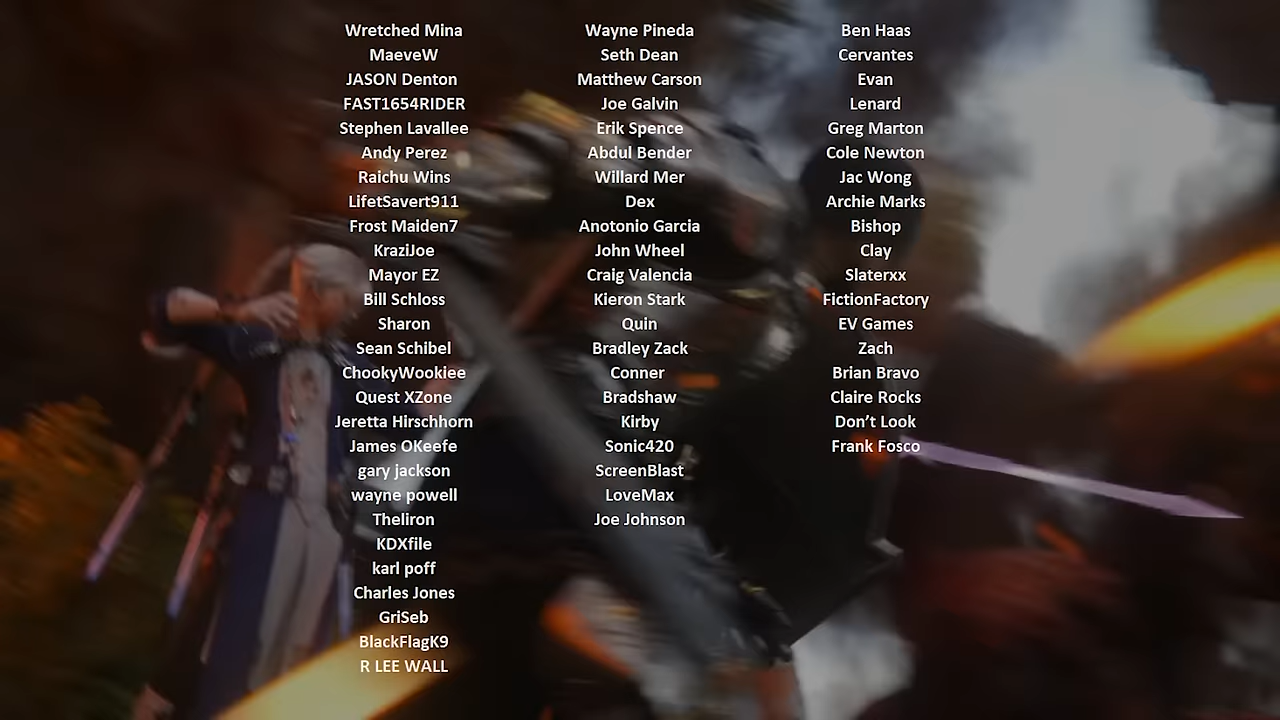 Wretched Mina
MaeveW
JASON Denton
FAST1654RIDER
Stephen Lavallee
Andy Perez
Raichu Wins
LifetSavert911
Frost Maiden7
KraziJoe
Mayor EZ
Bill Schloss
Sharon
Sean Schibel
ChookyWookiee
Quest XZone
Jeretta Hirschhorn
James OKeefe
gary jackson
wayne powell
TheIiron
KDXfile
karl poff
Charles Jones
GriSeb
BlackFlagK9
R LEE WALL
Wayne Pineda
Seth Dean
Matthew Carson
Joe Galvin
Erik Spence
Abdul Bender
Willard Mer
Dex
Anotonio Garcia
John Wheel
Craig Valencia
Kieron Stark
Quin
Bradley Zack
Conner
Bradshaw
Kirby
Sonic420
ScreenBlast
LoveMax
Joe Johnson
Ben Haas
Cervantes
Evan
Lenard
Greg Marton
Cole Newton
Jac Wong
Archie Marks
Bishop
Clay
Slaterxx
FictionFactory
EV Games
Zach
Brian Bravo
Claire Rocks
Don’t Look
Frank Fosco